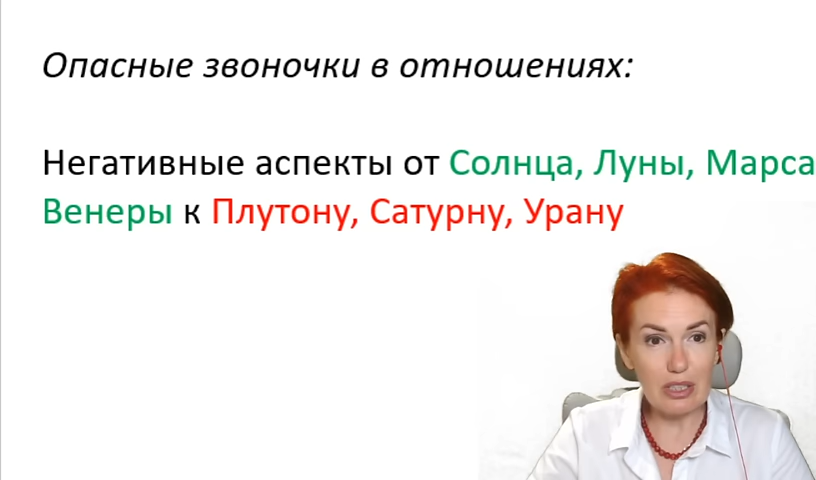 Опасные звоночки в отношениях:
Негативные аспекты от Солнца, Луны, Марса
Венеры к Плутону, Сатурну, Урану